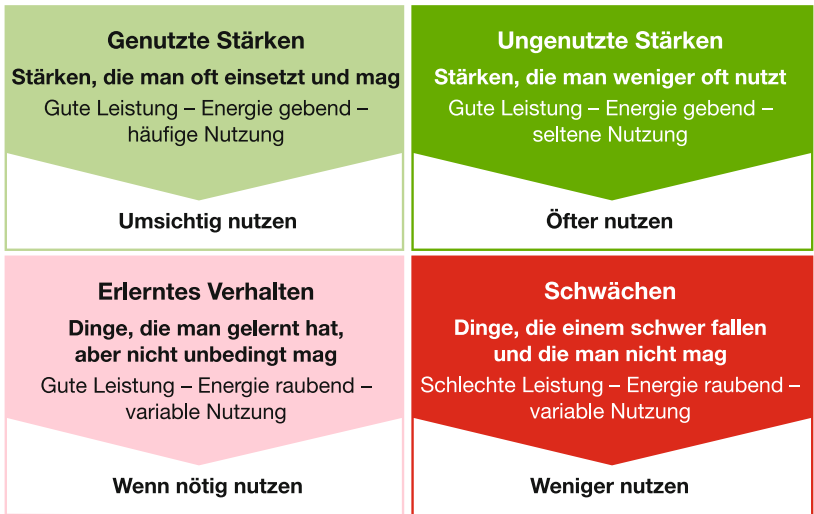 Genutzte Stärken
Stärken, die man oft einsetzt und mag
Gute Leistung – Energie gebend –
häufige Nutzung
Umsichtig nutzen
Ungenutzte Stärken
Stärken, die man weniger oft nutzt
Gute Leistung – Energie gebend –
seltene Nutzung
Öfter nutzen
Erlerntes Verhalten
Dinge, die man gelernt hat,
aber nicht unbedingt mag
Gute Leistung – Energie raubend –
variable Nutzung
Wenn nötig nutzen
Schwächen
Dinge, die einem schwer fallen
und die man nicht mag
Schlechte Leistung – Energie raubend –
variable Nutzung
Weniger nutzen